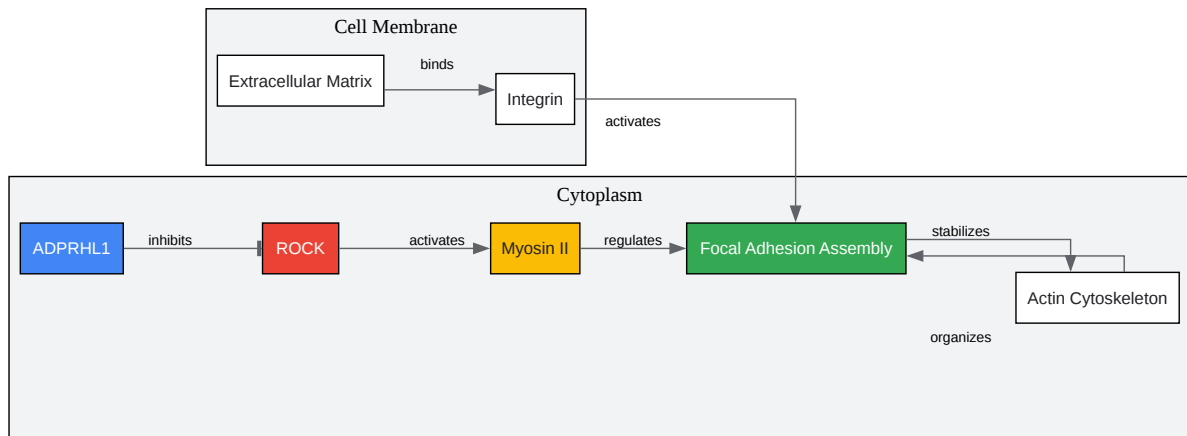 Cell Membrane
Extracellular Matrix
binds
Integrin
activates
Cytoplasm
ADPRHL1
inhibits
ROCK
activates
Myosin II
regulates
Focal Adhesion Assembly
stabilizes
Actin Cytoskeleton
organizes